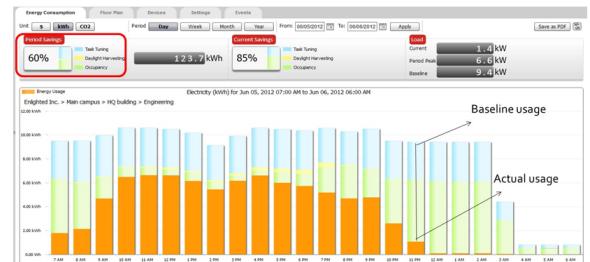 Energy Consumption Floor Plan Devices Settings Events
Unit $ kWh CO2 Period Day Week Month Year From: 06/05/2012 To: 06/06/2012 Apply Save as PDF
Period Savings Current Savings Load
60% Task Tuning Daylight Harvesting Occupancy
123.7 kWh
85% Task Tuning Daylight Harvesting Occupancy
Current 1.4 kW
Period Peak 6.6 kW
Baseline 9.4 kW
Energy Usage Electricity (kWh) for Jun 05, 2012 07:00 AM to Jun 06, 2012 06:00 AM
Enlighted Inc. > Main campus > HQ building > Engineering
12.00 kWh
Baseline usage
10.00 kWh
8.00 kWh
Actual usage
6.00 kWh
4.00 kWh
2.00 kWh
0.00 kWh
7 AM 8 AM 9 AM 10 AM 11 AM 12 PM 1 PM 2 PM 3 PM 4 PM 5 PM 6 PM 7 PM 8 PM 9 PM 10 PM 11 PM 12 AM 1 AM 2 AM 3 AM 4 AM 5 AM 6 AM